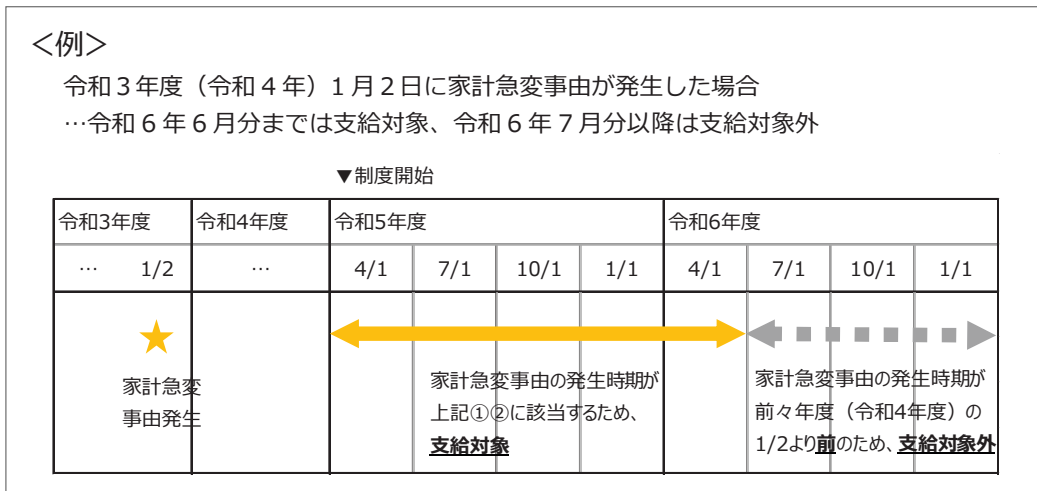 ＜例＞
令和３年度（令和４年）１月２日に家計急変事由が発生した場合
…令和６年６月分までは支給対象、令和６年７月分以降は支給対象外
▼制度開始
令和3年度 令和4年度 令和5年度 令和6年度
… 1/2 … 4/1 7/1 10/1 1/1 4/1 7/1 10/1 1/1
家計急変
事由発生
家計急変事由の発生時期が
上記①②に該当するため、
支給対象
家計急変事由の発生時期が
前々年度（令和4年度）の
1/2より前のため、支給対象外